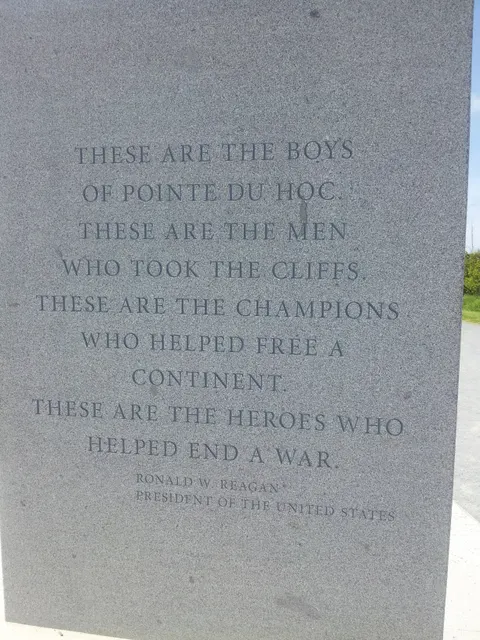 THESE ARE THE BOYS
OF POINTE DU HOC.
THESE ARE THE MEN
WHO TOOK THE CLIFFS.
THESE ARE THE CHAMPIONS
WHO HELPED FREE A
CONTINENT.
THESE ARE THE HEROES WHO
HELPED END A WAR.
RONALD W. REAGAN
PRESIDENT OF THE UNITED STATES